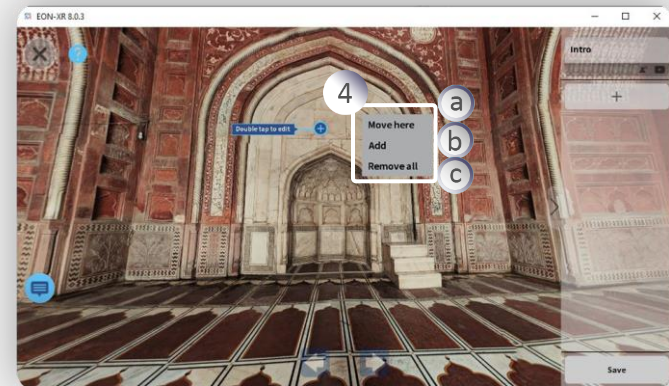 EON-XR 8.0.3
?
Intro
4
a
Double tap to edit
Move here
b
Add
c
Remove all
Save